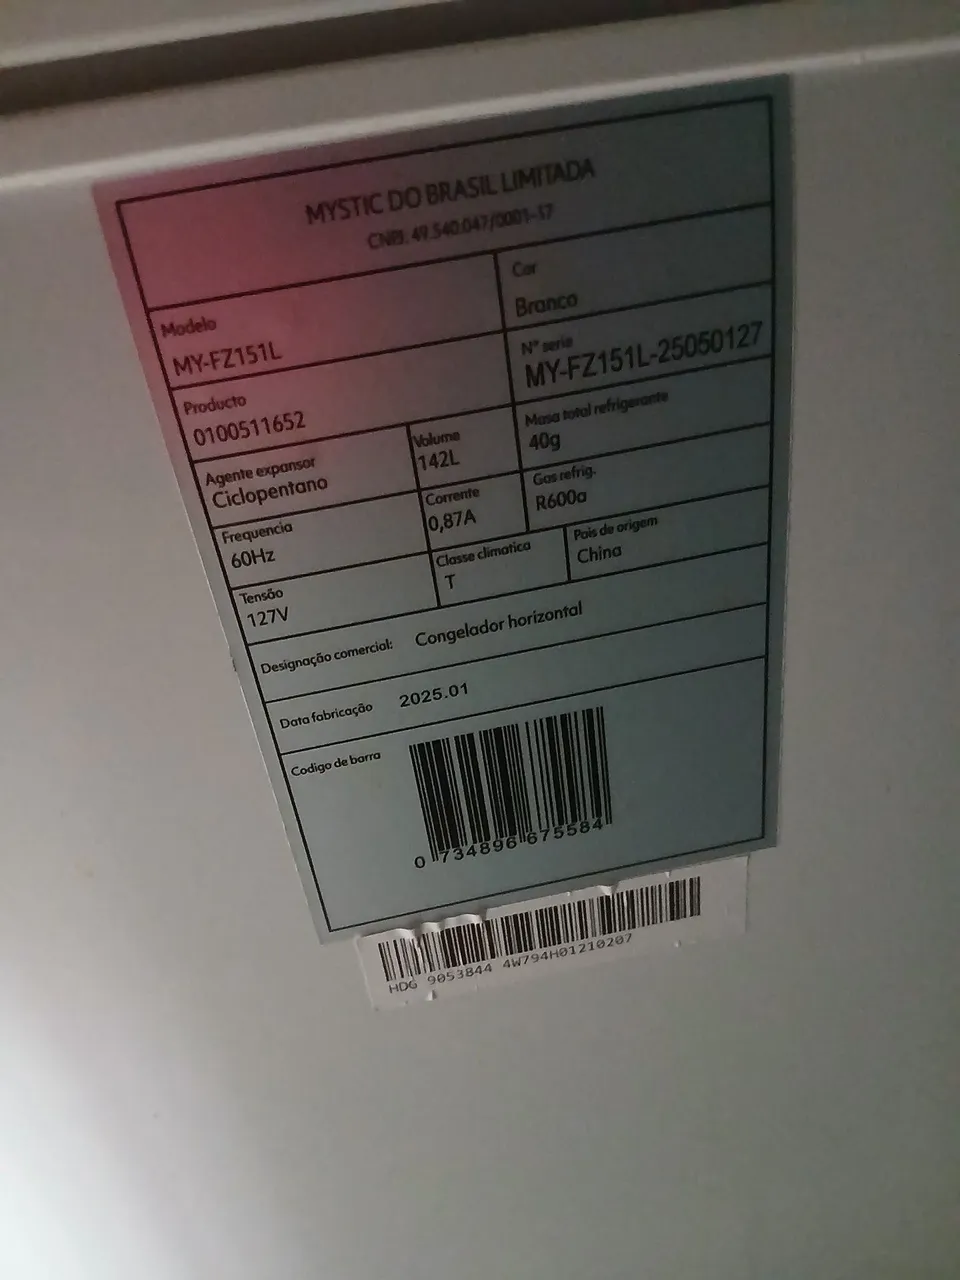 MYSTIC DO BRASIL LIMITADA
CNPJ: 49.540.047/0001-17
Cor
Branco
Modelo
MY-FZ151L
Nº serie
MY-FZ151L-25050127
Producto
0100511652
Masa total refrigerante
40g
Agente expansor
Ciclopentano
Volume
142L
Gas refrig.
R600a
Frequencia
60Hz
Corrente
0,87A
Pais de origem
China
Tensão
127V
Classe climatica
T
Designação comercial: Congelador horizontal
Data fabricação 2025.01
Codigo de barra
0 734896 675584
HDG 9053844 4W794H01210207